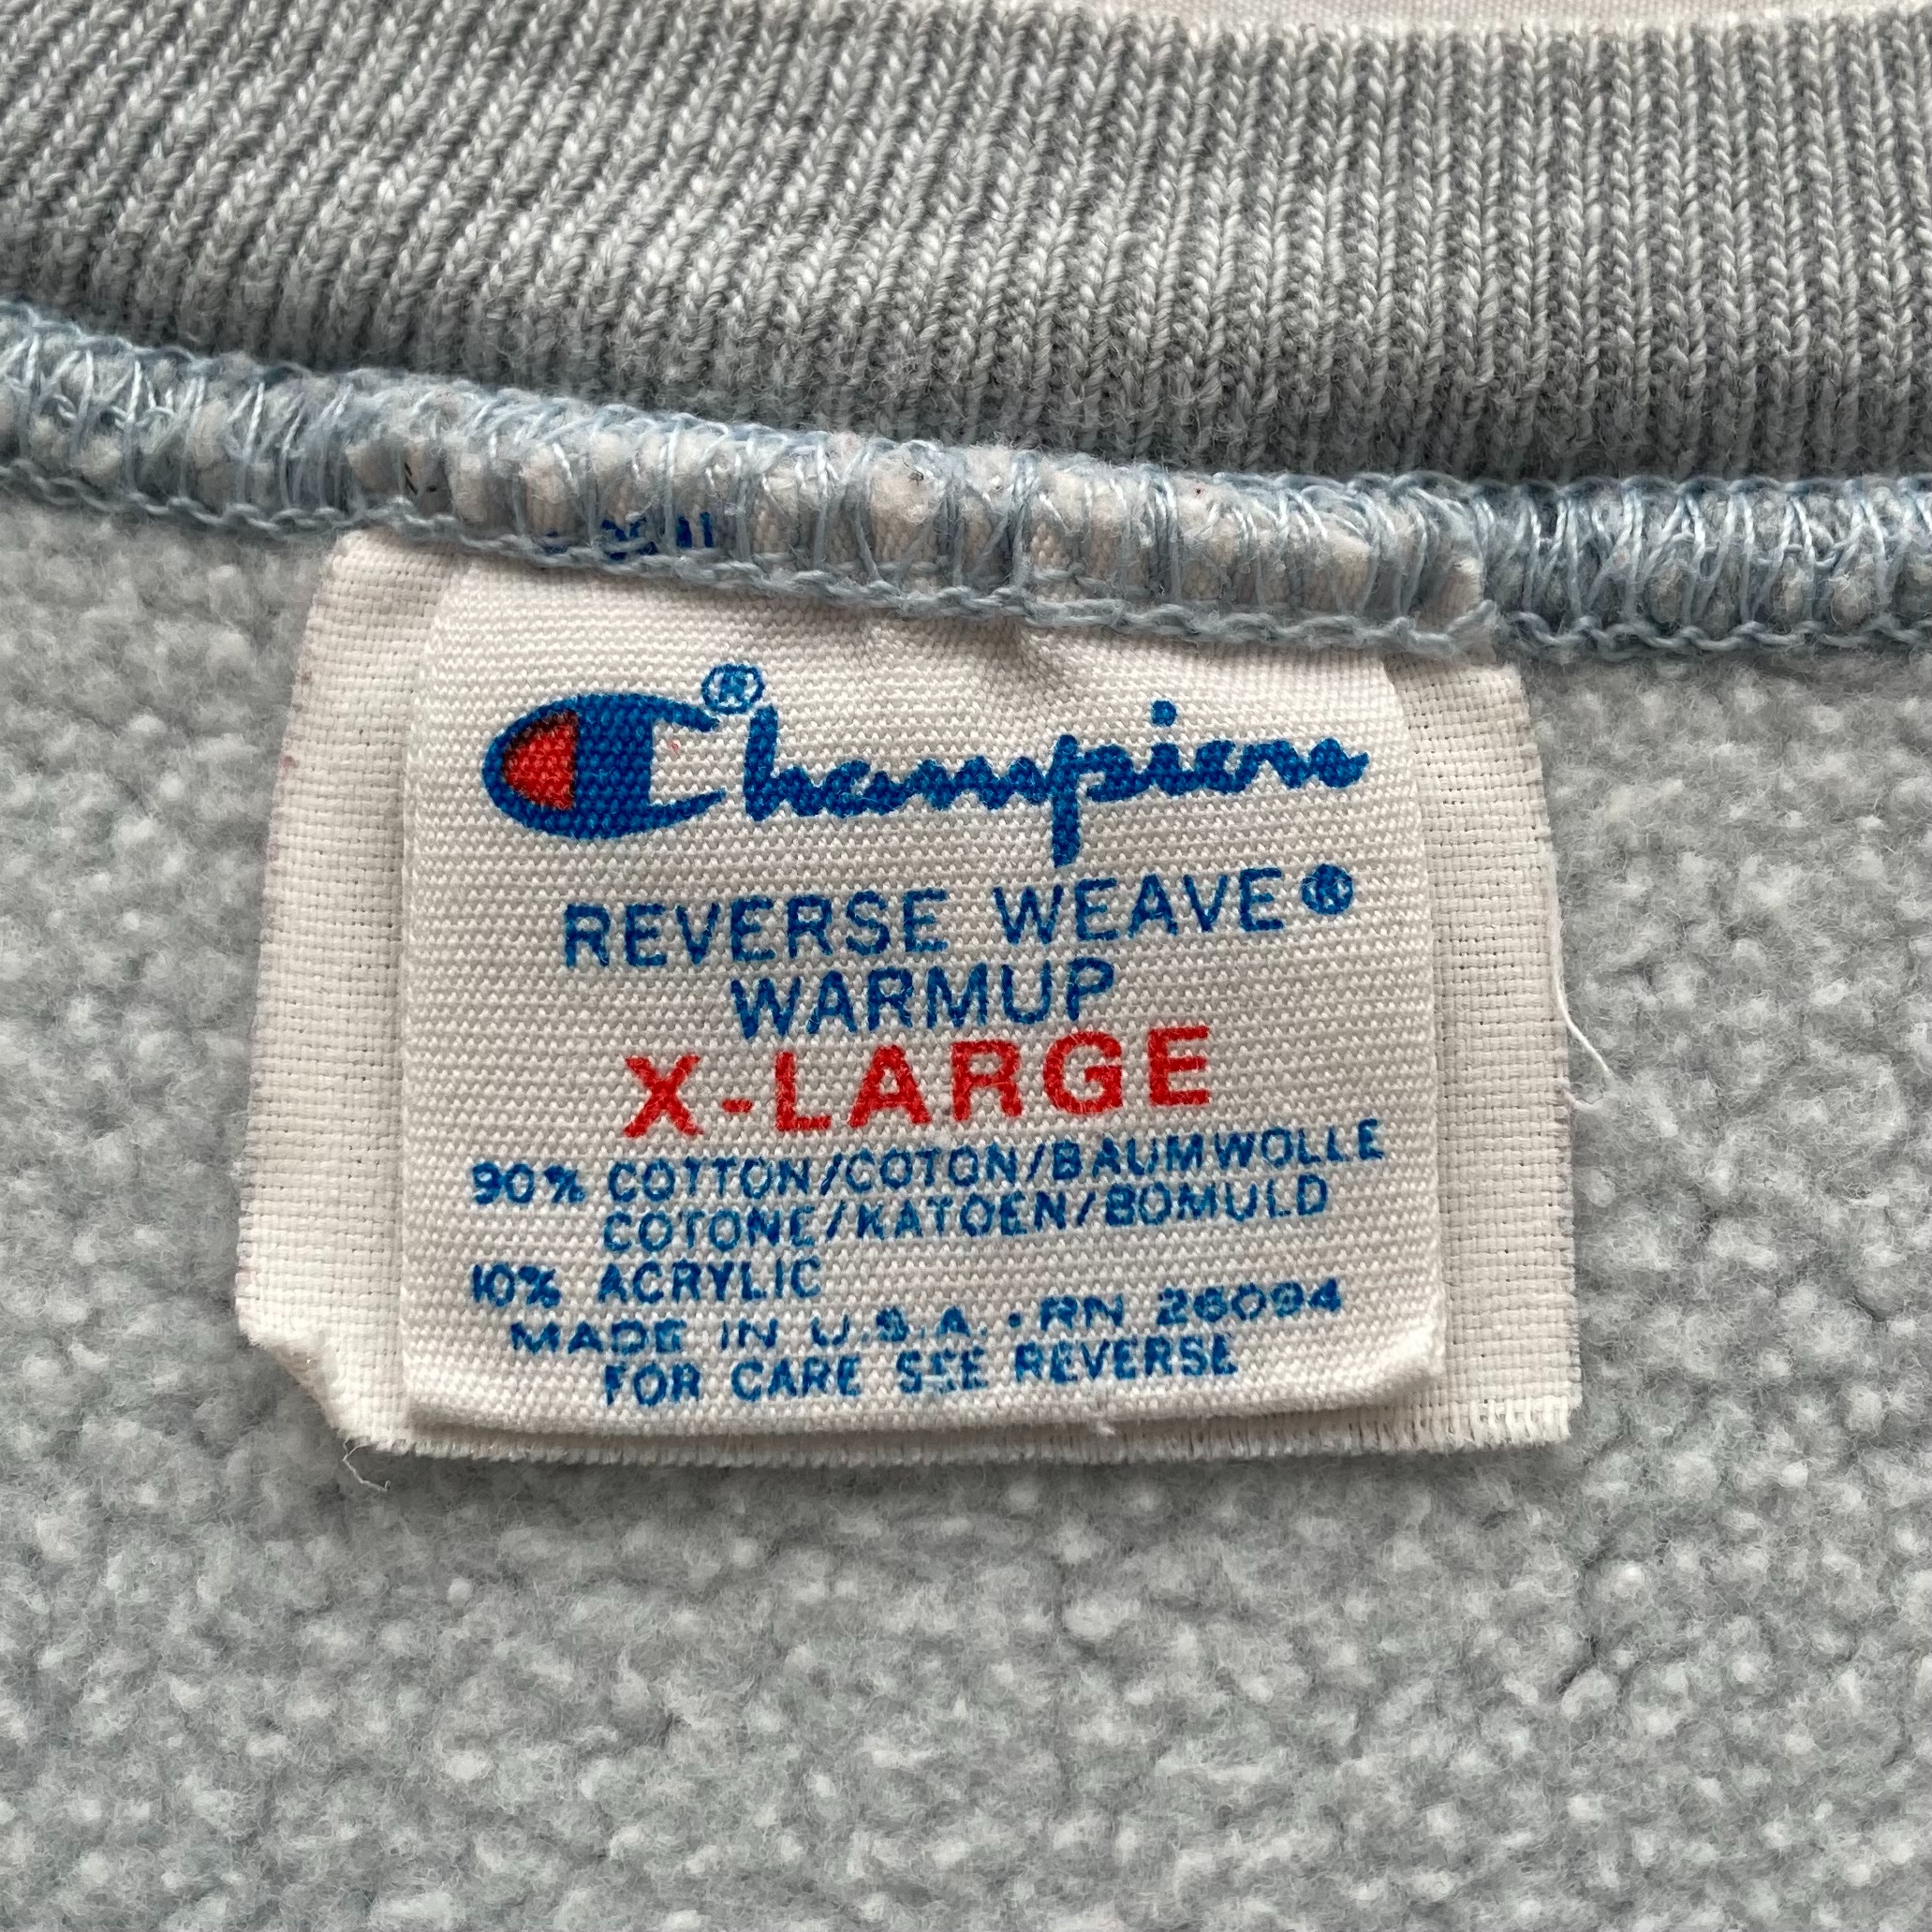 Champion®
REVERSE WEAVE®
WARMUP
X-LARGE
90% COTTON/COTON/BAUMWOLLE
COTONE/KATOEN/BOMULD
10% ACRYLIC
MADE IN U.S.A. · RN 26094
FOR CARE SEE REVERSE